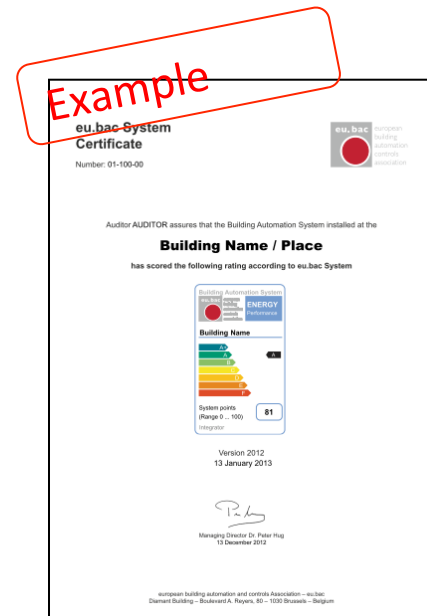 Example
eu.bac System
Certificate
Number: 01-100-00
eu.bac
european
building
automation
controls
association
Auditor AUDITOR assures that the Building Automation System installed at the
Building Name / Place
has scored the following rating according to eu.bac System
Building Automation System
eu.bac
ENERGY
Performance
Building Name
A+
A
A
B
C
D
E
F
System points
(Range 0 ... 100)
81
Integrator
Version 2012
13 January 2013
Managing Director Dr. Peter Hug
13 December 2012
european building automation and controls Association – eu.bac
Diamant Building – Boulevard A. Reyers, 80 – 1030 Brussels – Belgium